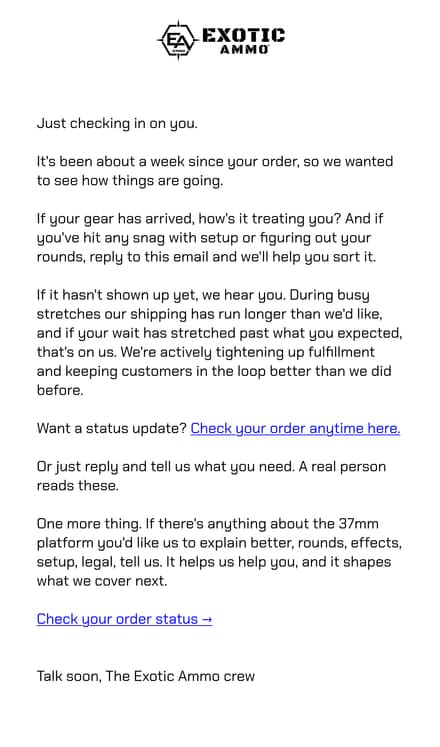 EA
EXOTIC
AMMO
Just checking in on you.
It's been about a week since your order, so we wanted
to see how things are going.
If your gear has arrived, how's it treating you? And if
you've hit any snag with setup or figuring out your
rounds, reply to this email and we'll help you sort it.
If it hasn't shown up yet, we hear you. During busy
stretches our shipping has run longer than we'd like,
and if your wait has stretched past what you expected,
that's on us. We're actively tightening up fulfillment
and keeping customers in the loop better than we did
before.
Want a status update? Check your order anytime here.
Or just reply and tell us what you need. A real person
reads these.
One more thing. If there's anything about the 37mm
platform you'd like us to explain better, rounds, effects,
setup, legal, tell us. It helps us help you, and it shapes
what we cover next.
Check your order status →
Talk soon, The Exotic Ammo crew